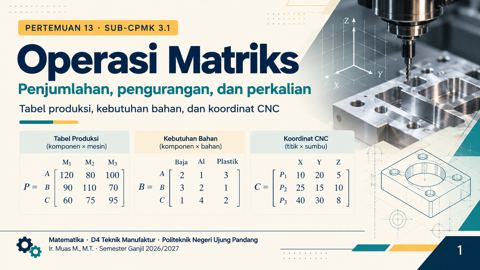 PERTEMUAN 13 · SUB-CPMK 3.1
Operasi Matriks
Penjumlahan, pengurangan, dan perkalian
Tabel produksi, kebutuhan bahan, dan koordinat CNC
Z
X
Y
Tabel Produksi
(komponen × mesin)
M₁ M₂ M₃
A 120 80 100
P = B 90 110 70
C 60 75 95
Kebutuhan Bahan
(komponen × bahan)
Baja Al Plastik
A 2 1 3
B = B 3 2 1
C 1 4 2
Koordinat CNC
(titik × sumbu)
X Y Z
P₁ 10 20 5
C = P₂ 25 15 10
P₃ 40 30 8
Matematika · D4 Teknik Manufaktur · Politeknik Negeri Ujung Pandang
Ir. Muas M., M.T. · Semester Ganjil 2026/2027
1